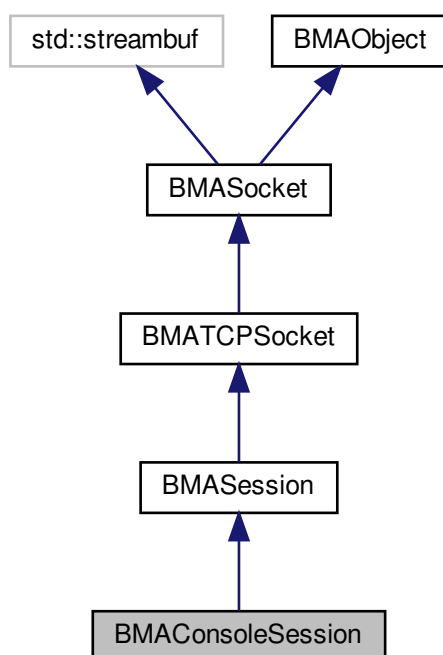 std::streambuf
BMAObject
BMASocket
BMATCPSocket
BMASession
BMAConsoleSession